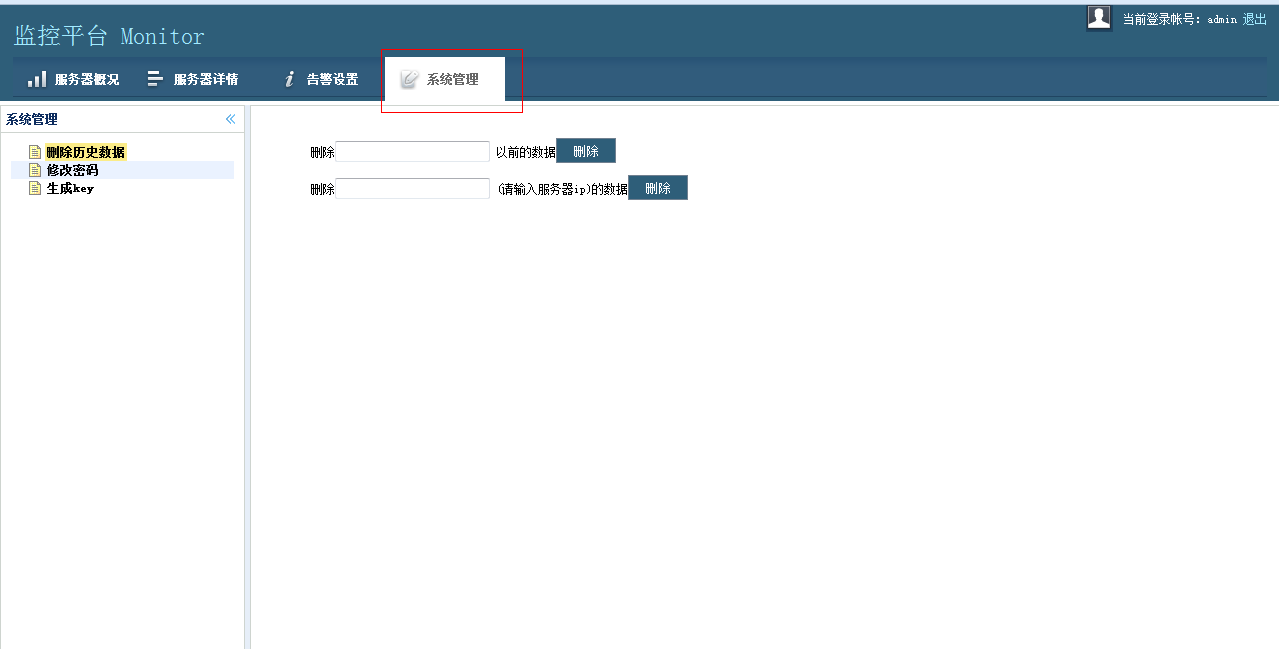 当前登录帐号: admin 退出
监控平台 Monitor
服务器概况 服务器详情 告警设置 系统管理
系统管理
删除历史数据
修改密码
生成key
删除 以前的数据 删除
删除 (请输入服务器ip)的数据 删除